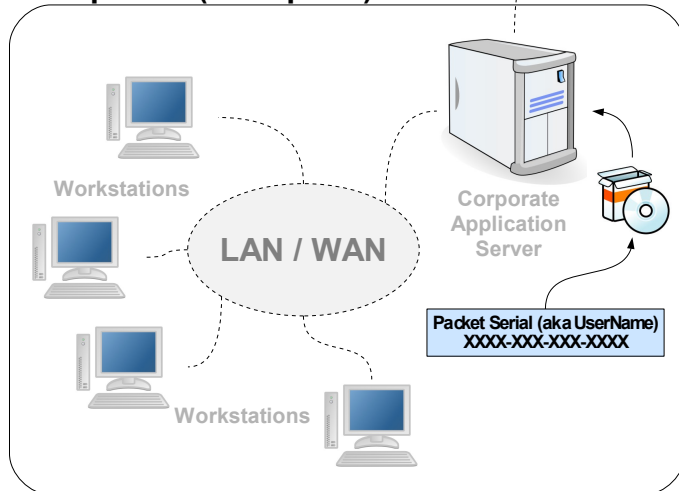 Workstations
LAN / WAN
Corporate
Application
Server
Packet Serial (aka UserName)
XXXX-XXX-XXX-XXXX
Workstations